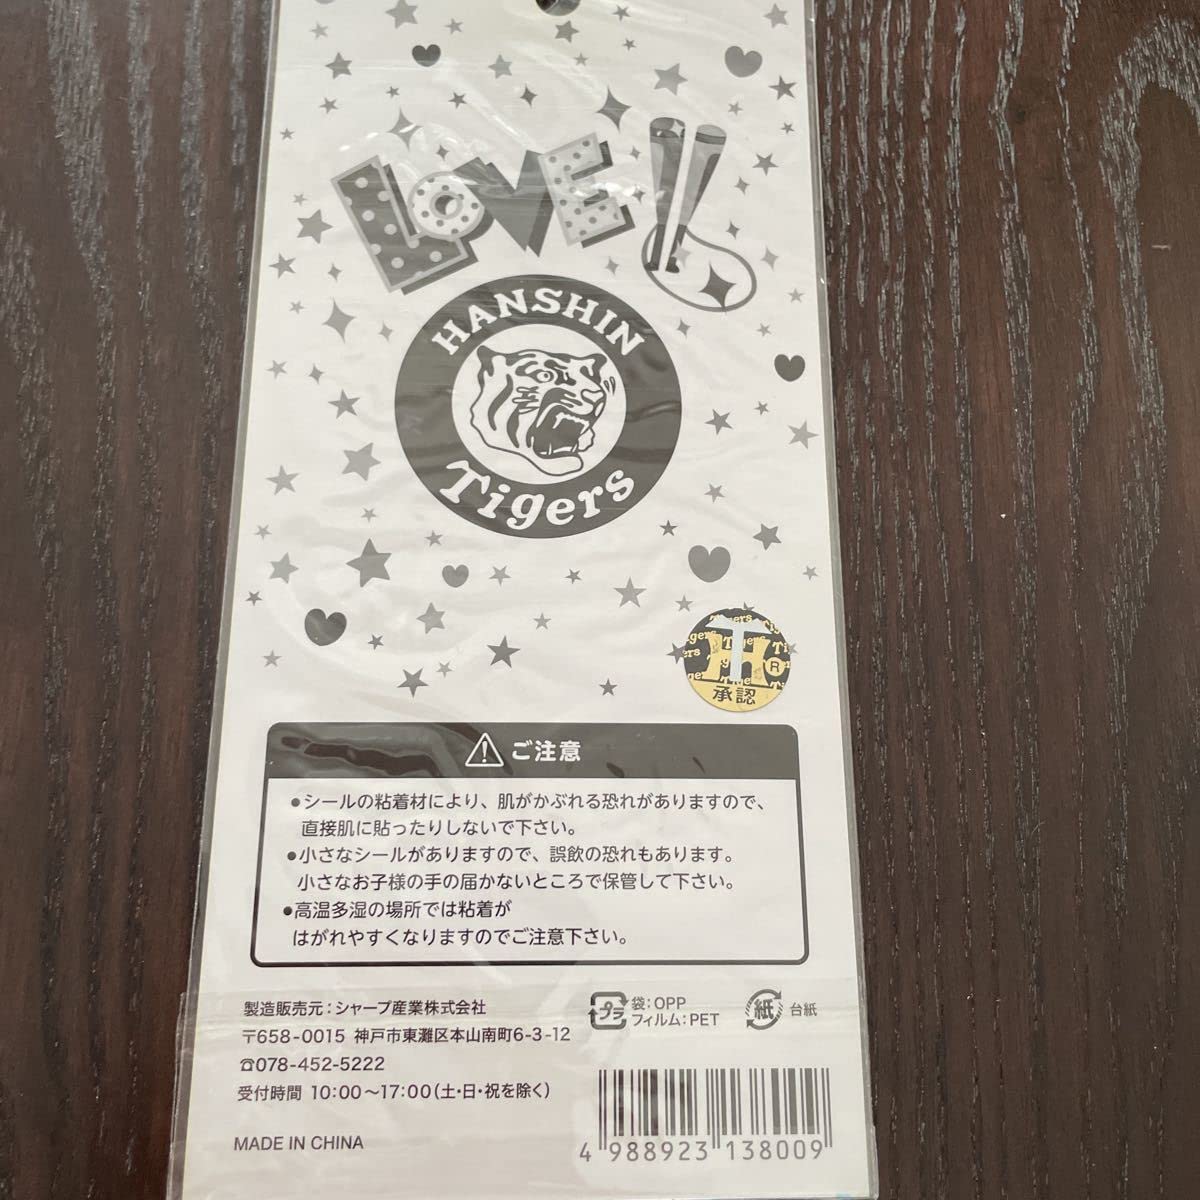 LOVE
HANSHIN
Tigers
Tigers
TH
®
承認
ご注意
●シールの粘着材により、肌がかぶれる恐れがありますので、
直接肌に貼ったりしないで下さい。
●小さなシールがありますので、誤飲の恐れもあります。
小さなお子様の手の届かないところで保管して下さい。
●高温多湿の場所では粘着が
はがれやすくなりますのでご注意下さい。
製造販売元：シャープ産業株式会社
〒658-0015 神戸市東灘区本山南町6-3-12
☎078-452-5222
受付時間 10:00～17:00(土・日・祝を除く)
MADE IN CHINA
プラ
袋:OPP
フィルム:PET
紙
台紙
4 988923 138009